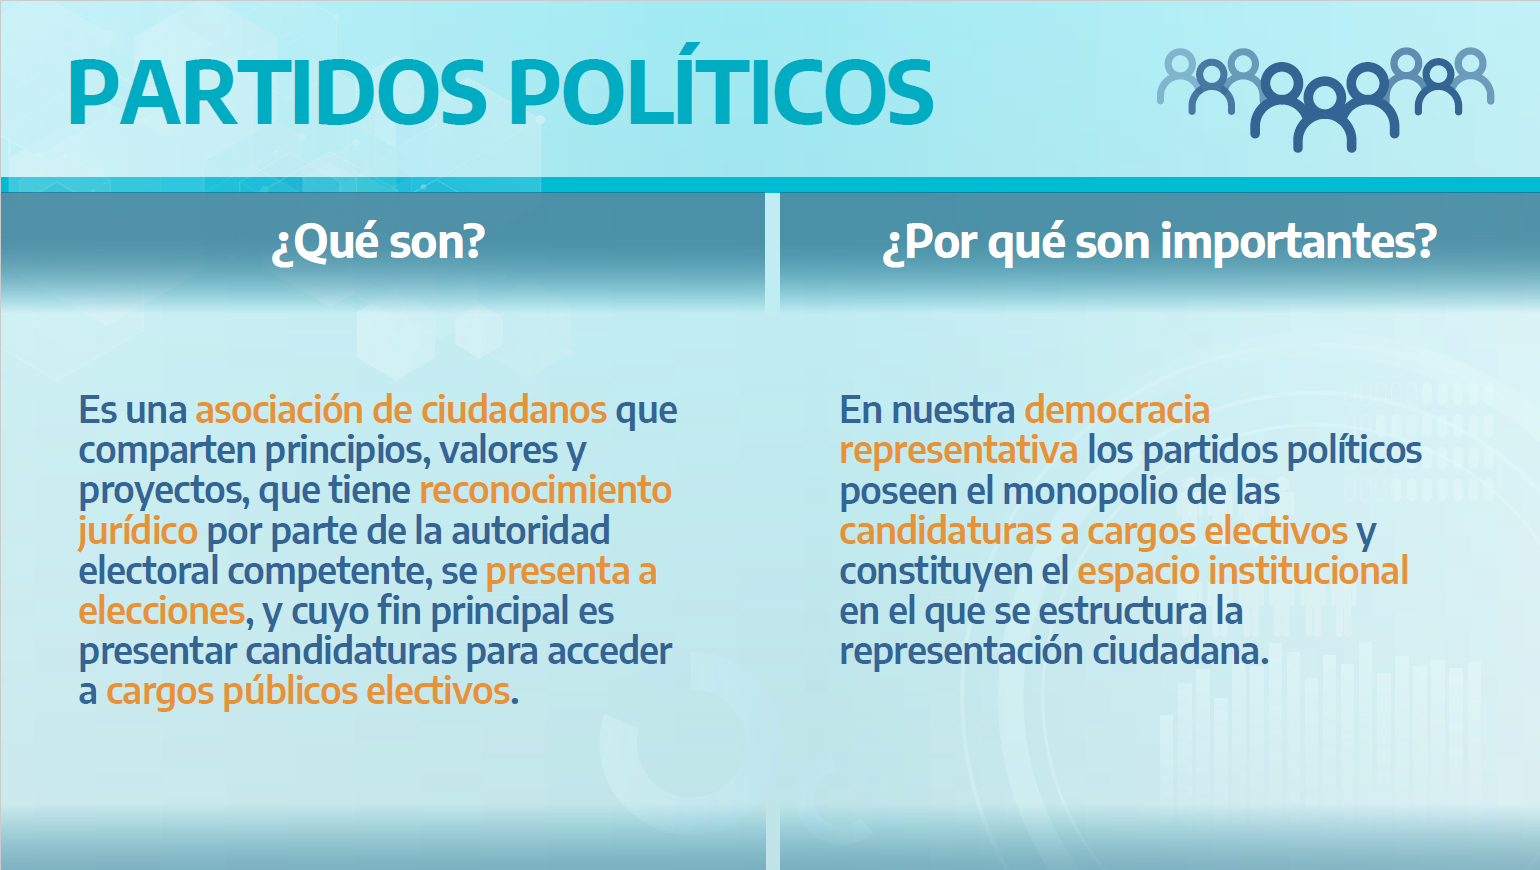 PARTIDOS POLÍTICOS
¿Qué son?
Es una asociación de ciudadanos que
comparten principios, valores y
proyectos, que tiene reconocimiento
jurídico por parte de la autoridad
electoral competente, se presenta a
elecciones, y cuyo fin principal es
presentar candidaturas para acceder
a cargos públicos electivos.
¿Por qué son importantes?
En nuestra democracia
representativa los partidos políticos
poseen el monopolio de las
candidaturas a cargos electivos y
constituyen el espacio institucional
en el que se estructura la
representación ciudadana.